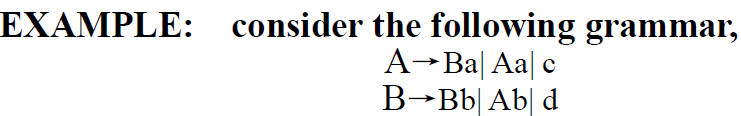 EXAMPLE: consider the following grammar,
A→Ba| Aa| c
B→Bb| Ab| d